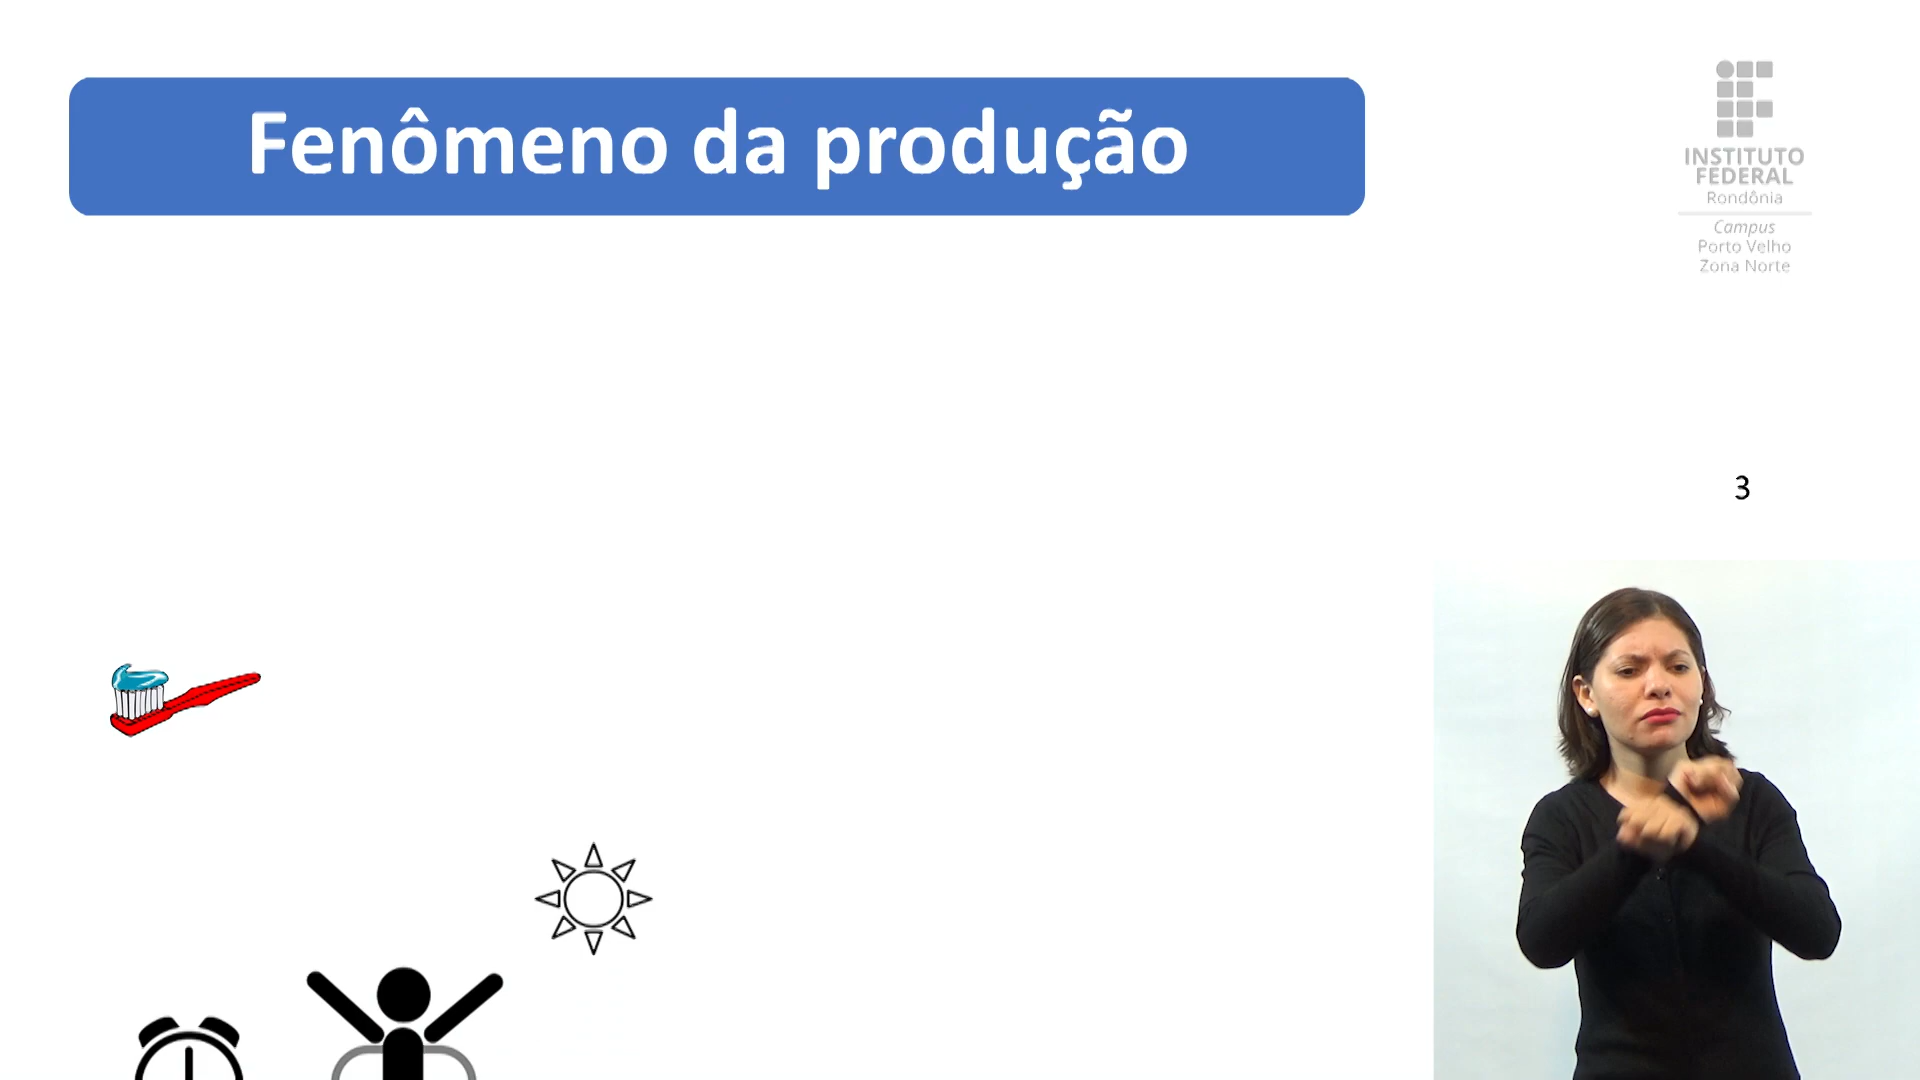 Fenômeno da produção
INSTITUTO
FEDERAL
Rondônia
Campus
Porto Velho
Zona Norte
3